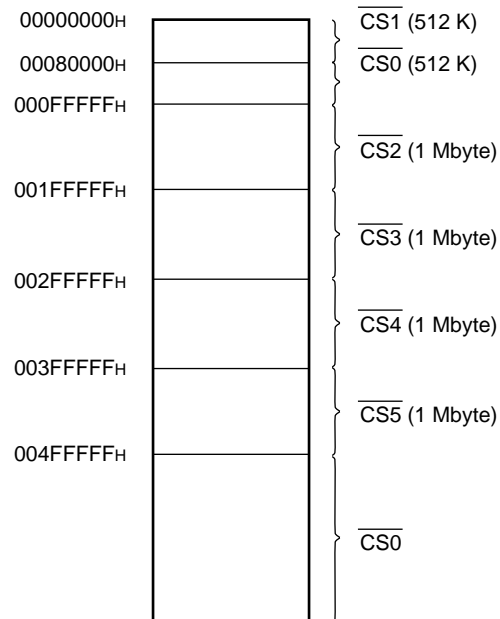 00000000H
CS1 (512 K)
00080000H
CS0 (512 K)
000FFFFFH
CS2 (1 Mbyte)
001FFFFFH
CS3 (1 Mbyte)
002FFFFFH
CS4 (1 Mbyte)
003FFFFFH
CS5 (1 Mbyte)
004FFFFFH
CS0